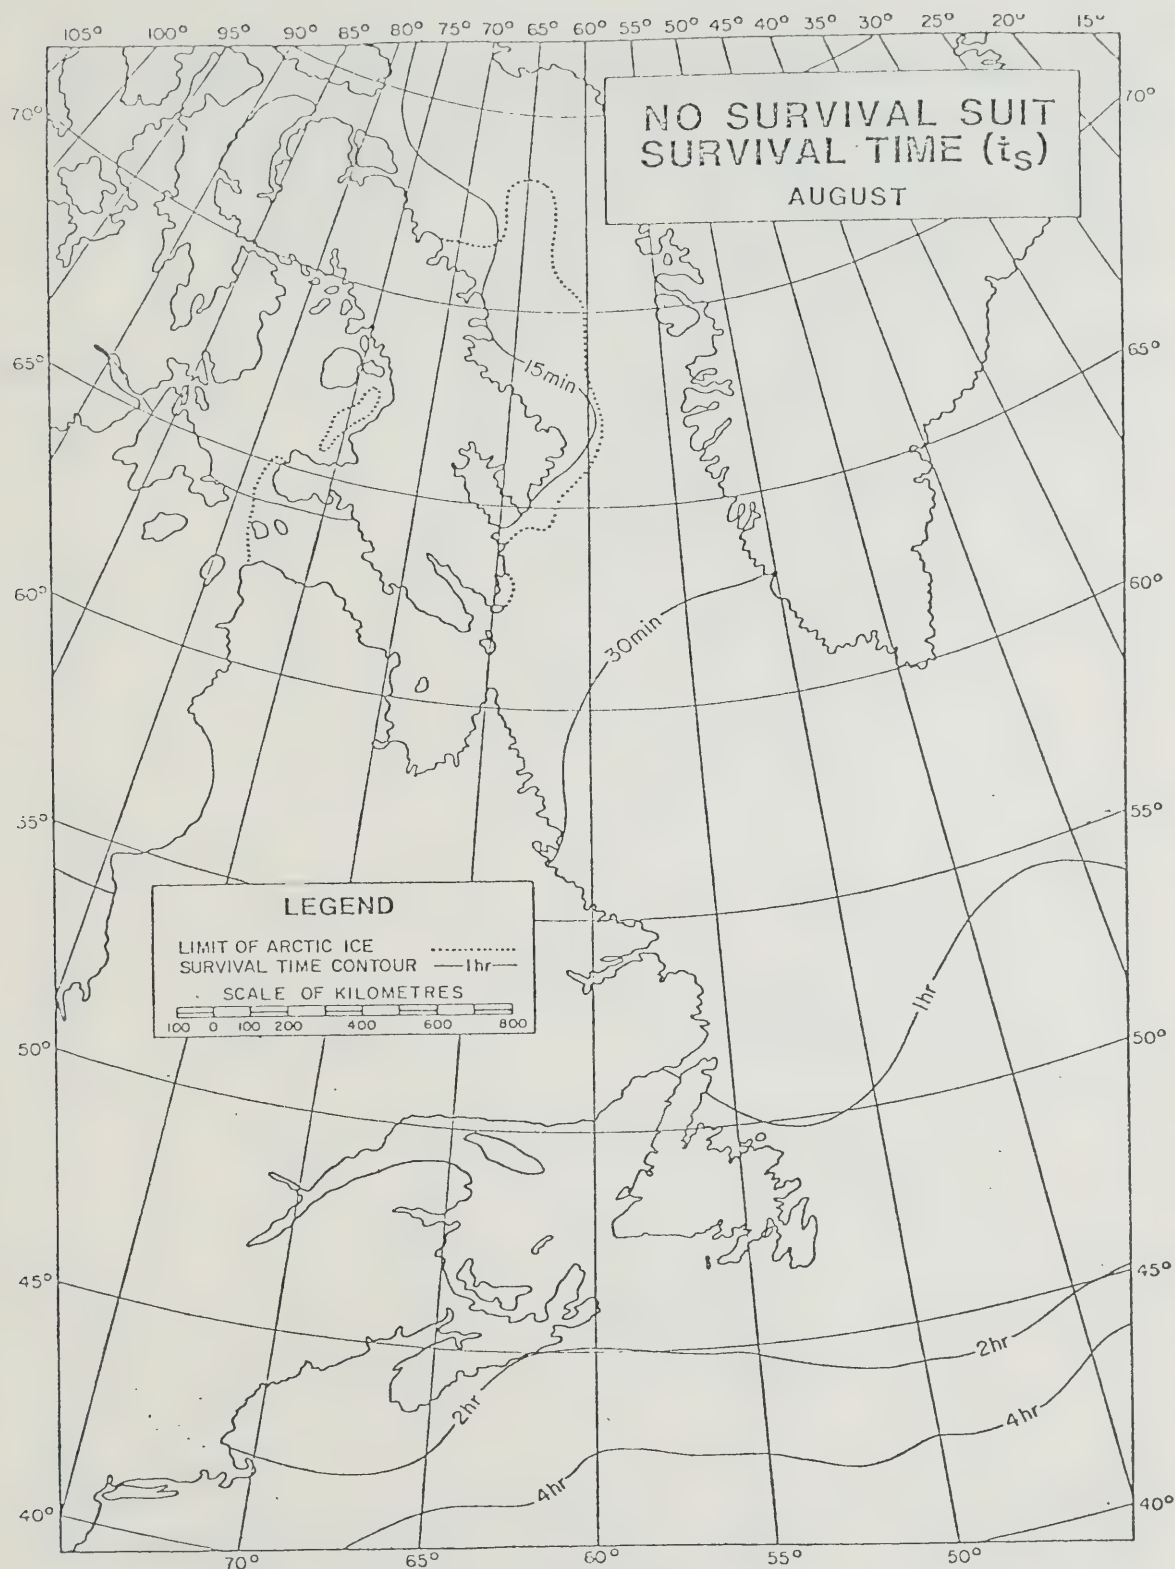 105° 100° 95° 90° 85° 80° 75° 70° 65° 60° 55° 50° 45° 40° 35° 30° 25° 20°
NO SURVIVAL SUIT
SURVIVAL TIME (ts)
AUGUST
70° 70°
65° 65°
15min
60° 60°
30min
55° 55°
LEGEND
LIMIT OF ARCTIC ICE
SURVIVAL TIME CONTOUR 1hr
SCALE OF KILOMETRES
100 0 100 200 400 600 800
1hr
50° 50°
45° 45°
2hr
2hr
4hr
4hr
40° 40°
70° 65° 60° 55° 50°